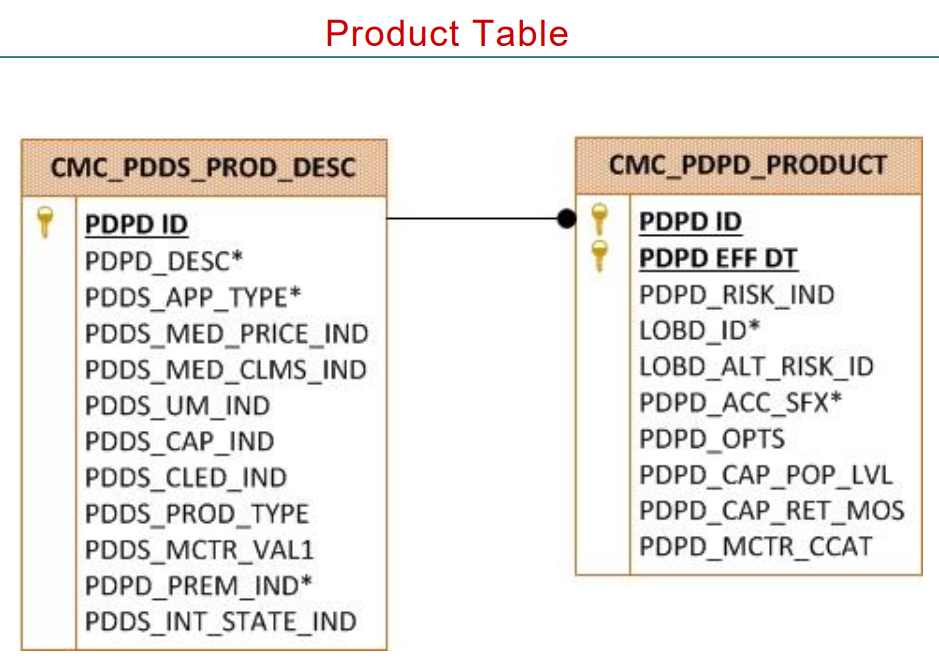 Product Table
CMC_PDDS_PROD_DESC
PDPD ID
PDPD_DESC*
PDDS_APP_TYPE*
PDDS_MED_PRICE_IND
PDDS_MED_CLMS_IND
PDDS_UM_IND
PDDS_CAP_IND
PDDS_CLED_IND
PDDS_PROD_TYPE
PDDS_MCTR_VAL1
PDPD_PREM_IND*
PDDS_INT_STATE_IND
CMC_PDPD_PRODUCT
PDPD ID
PDPD EFF DT
PDPD_RISK_IND
LOBD_ID*
LOBD_ALT_RISK_ID
PDPD_ACC_SFX*
PDPD_OPTS
PDPD_CAP_POP_LVL
PDPD_CAP_RET_MOS
PDPD_MCTR_CCAT